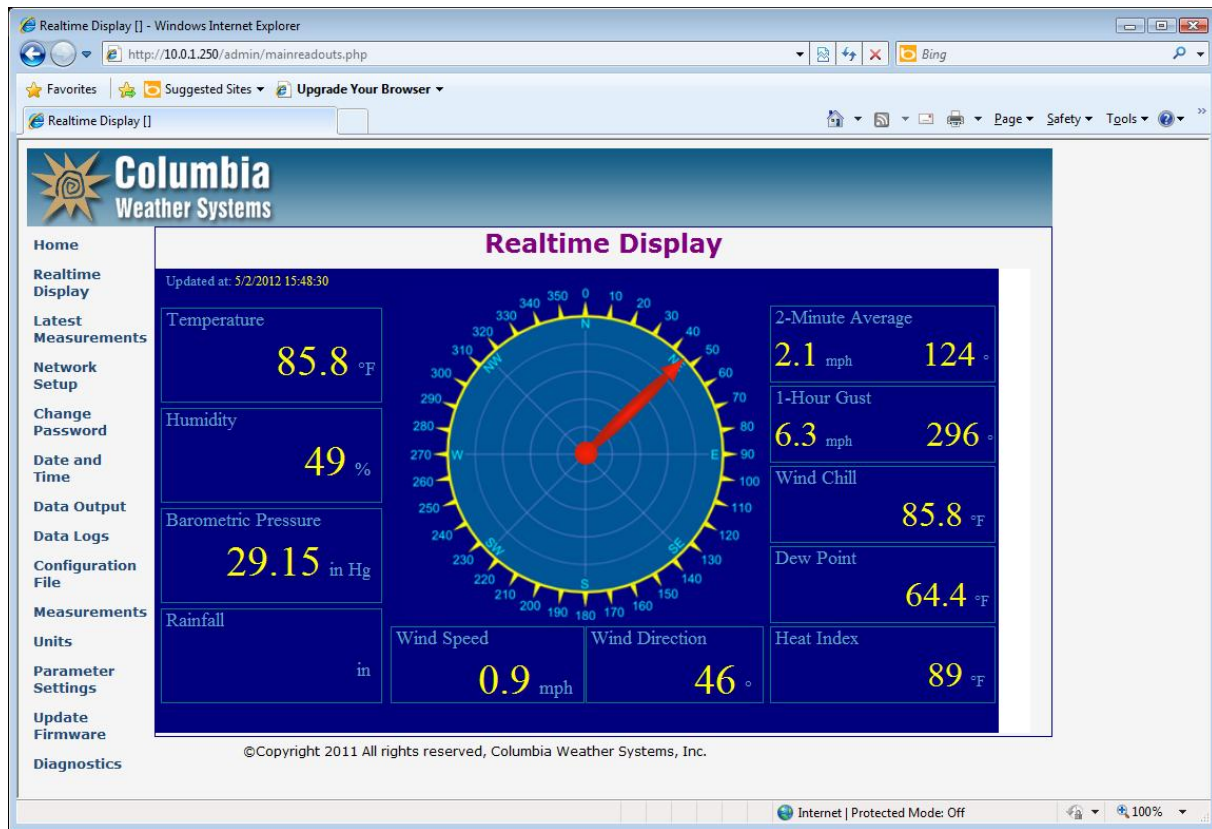 Realtime Display [] - Windows Internet Explorer
http://10.0.1.250/admin/mainreadouts.php
Bing
Favorites
Suggested Sites
Upgrade Your Browser
Realtime Display []
Page
Safety
Tools
Columbia
Weather Systems
Home
Realtime
Display
Latest
Measurements
Network
Setup
Change
Password
Date and
Time
Data Output
Data Logs
Configuration
File
Measurements
Units
Parameter
Settings
Update
Firmware
Diagnostics
Realtime Display
Updated at: 5/2/2012 15:48:30
Temperature
85.8 °F
Humidity
49 %
Barometric Pressure
29.15 in Hg
Rainfall
in
0
10
20
30
40
50
60
70
80
90
100
110
120
130
140
150
160
170
180
190
200
210
220
230
240
250
260
270
280
290
300
310
320
330
340
350
N
E
SE
S
SW
W
NW
Wind Speed
0.9 mph
Wind Direction
46 °
2-Minute Average
2.1 mph 124 °
1-Hour Gust
6.3 mph 296 °
Wind Chill
85.8 °F
Dew Point
64.4 °F
Heat Index
89 °F
©Copyright 2011 All rights reserved, Columbia Weather Systems, Inc.
Internet | Protected Mode: Off
100%